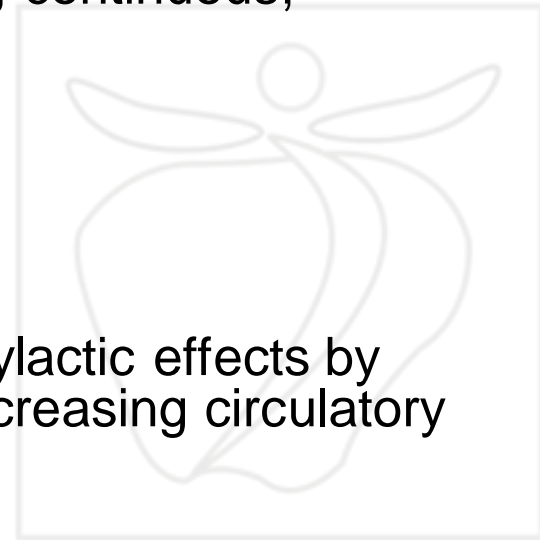 continuous,
ylactic effects by
creasing circulatory